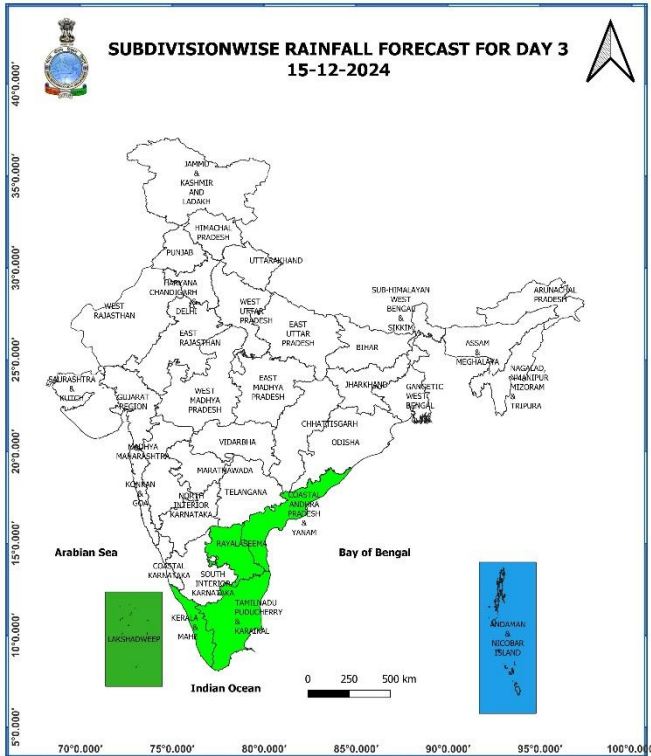 SUBDIVISIONWISE RAINFALL FORECAST FOR DAY 3
15-12-2024
40°0.000'
35°0.000'
30°0.000'
25°0.000'
20°0.000'
15°0.000'
10°0.000'
5°0.000'
JAMMU
&
KASHMIR
AND
LADAKH
HIMACHAL
PRADESH
PUNJAB
UTTARAKHAND
HARYANA
CHANDIGARH
&
DELHI
WEST
RAJASTHAN
WEST
UTTAR
PRADESH
SUB-HIMALAYAN
WEST
BENGAL
&
SIKKIM
ARUNACHAL
PRADESH
EAST
RAJASTHAN
EAST
UTTAR
PRADESH
BIHAR
ASSAM
&
MEGHALAYA
NAGALAD,
MANIPUR
MIZORAM
&
TRIPURA
SAURASHTRA
&
KUTCH
GUJARAT
REGION
WEST
MADHYA
PRADESH
EAST
MADHYA
PRADESH
JHARKHAND
GANGETIC
WEST
BENGAL
CHHATTISGARH
ODISHA
VIDARBHA
MADHYA
MAHARASHTRA
MARATHWADA
KONKAN
&
GOA
NORTH
INTERIOR
KARNATAKA
TELANGANA
COASTAL
ANDHRA
PRADESH
&
YANAM
RAYALASEEMA
Arabian Sea
Bay of Bengal
COASTAL
KARNATAKA
SOUTH
INTERIOR
KARNATAKA
TAMILNADU
PUDUCHERRY
&
KARAIKAL
KERALA
&
MAHE
LAKSHADWEEP
ANDAMAN
&
NICOBAR
ISLAND
Indian Ocean
0 250 500 km
70°0.000' 75°0.000' 80°0.000' 85°0.000' 90°0.000' 95°0.000' 100°0.000'